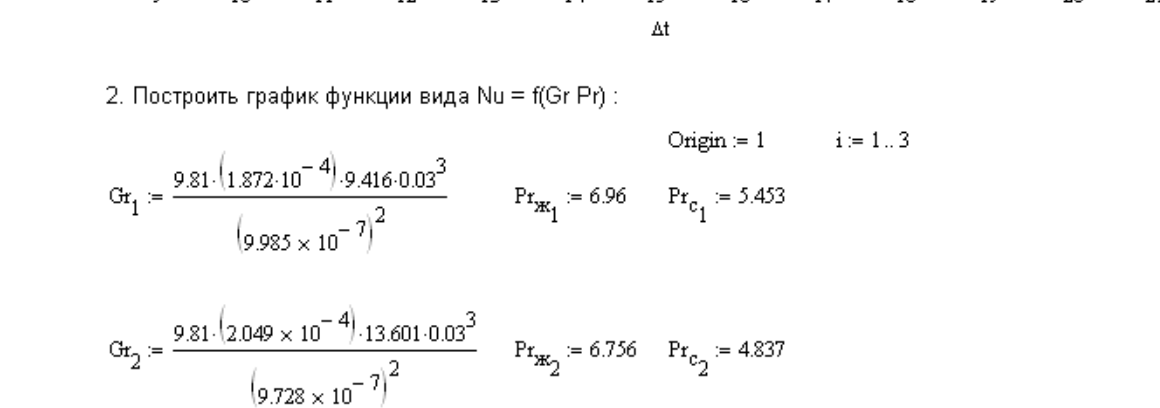 Δt
2. Построить график функции вида Nu = f(Gr Pr) :
Origin := 1 i := 1 .. 3
Gr₁ := 9.81·(1.872·10⁻⁴)·9.416·0.03³ / (9.985 × 10⁻⁷)² Prж₁ := 6.96 Prс₁ := 5.453
Gr₂ := 9.81·(2.049 × 10⁻⁴)·13.601·0.03³ / (9.728 × 10⁻⁷)² Prж₂ := 6.756 Prс₂ := 4.837